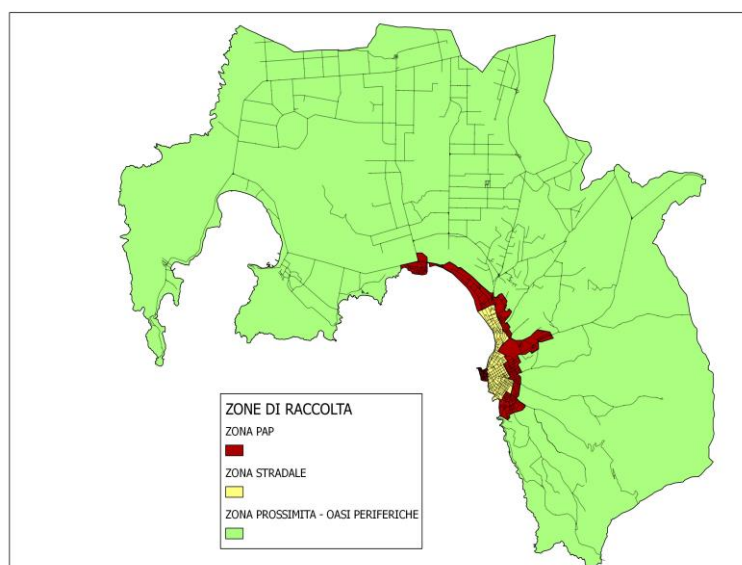 ZONE DI RACCOLTA
ZONA PAP
ZONA STRADALE
ZONA PROSSIMITA - OASI PERIFERICHE